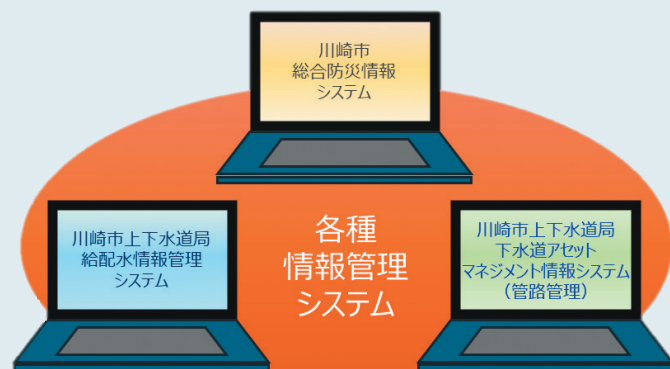 川崎市
総合防災情報
システム
川崎市上下水道局
給配水情報管理
システム
各種
情報管理
システム
川崎市上下水道局
下水道アセット
マネジメント情報システム
（管路管理）